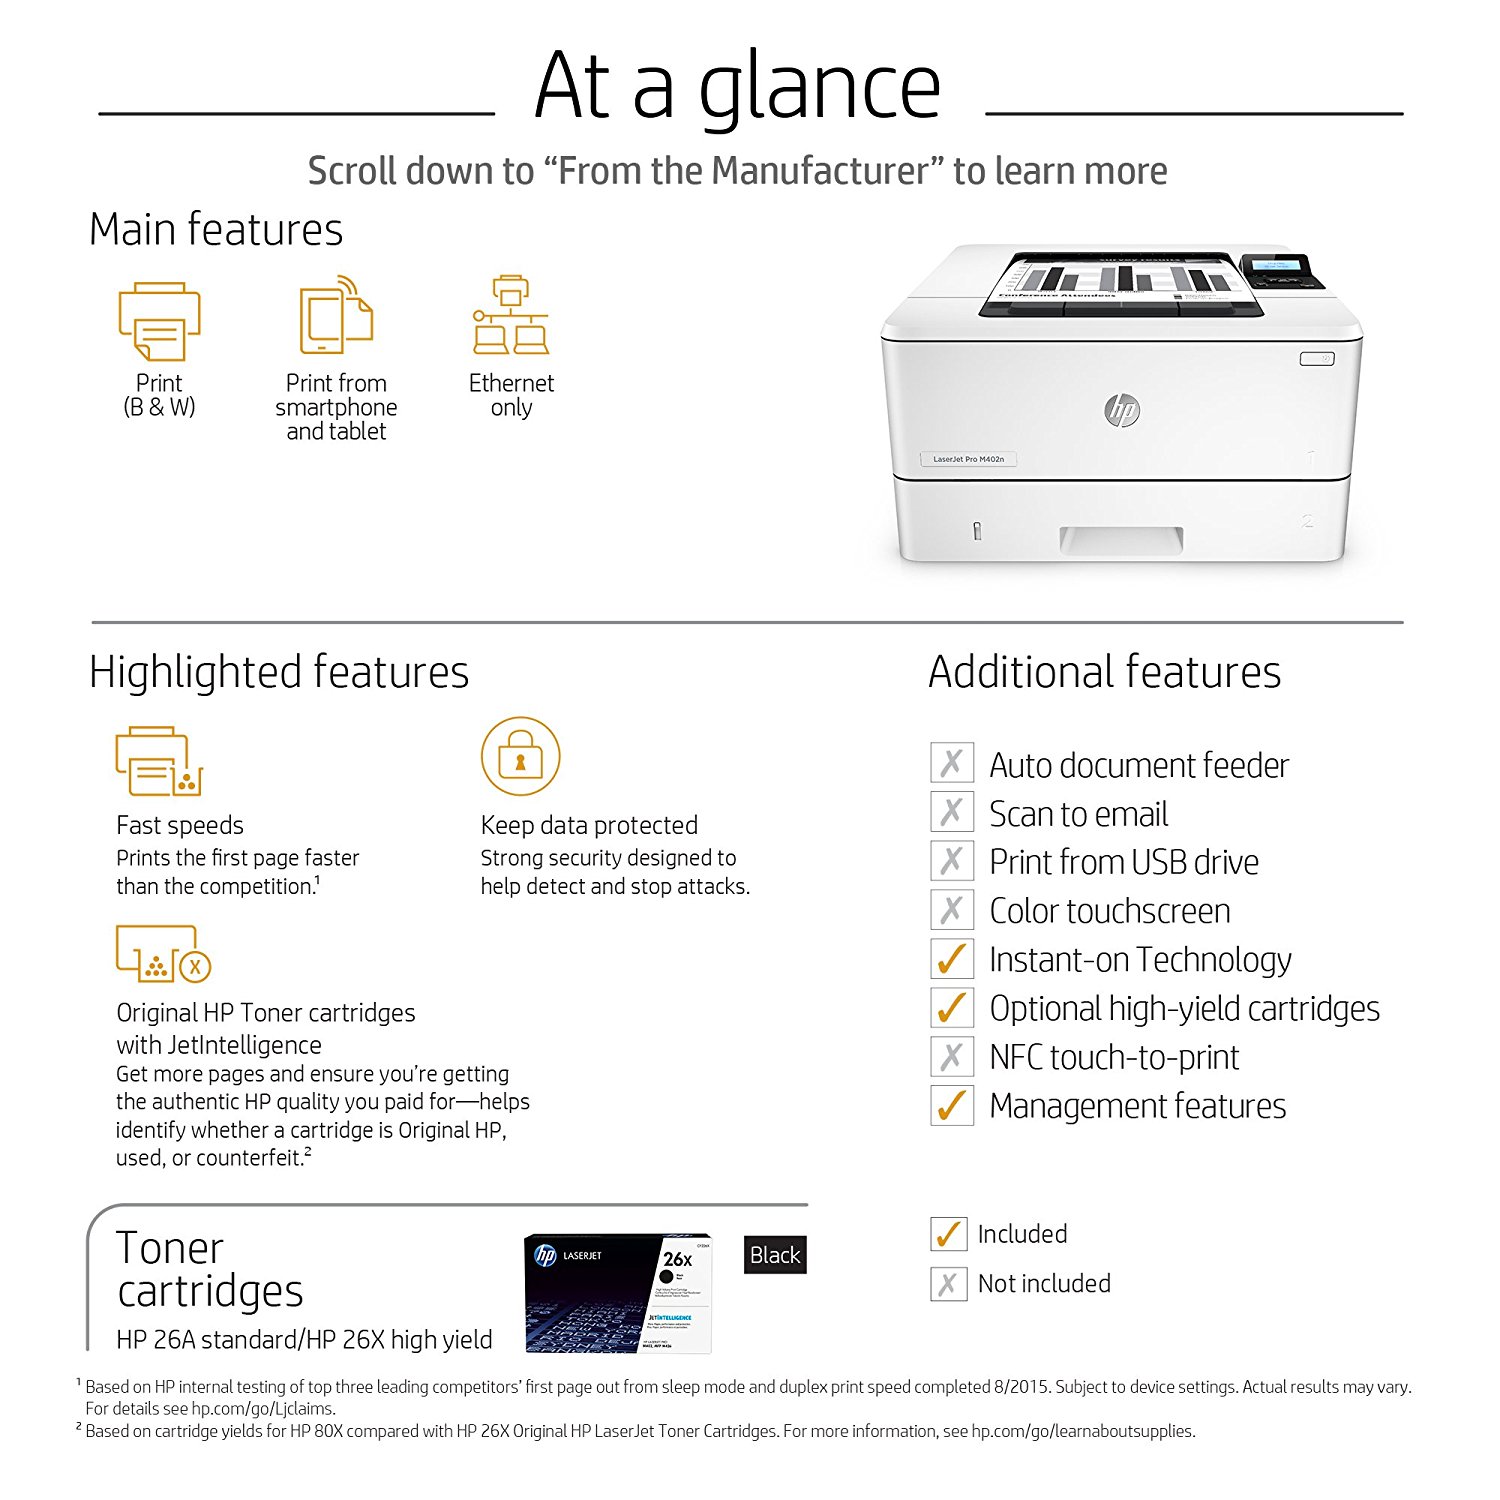 At a glance
Scroll down to “From the Manufacturer” to learn more
Main features
Print
(B & W)
Print from
smartphone
and tablet
Ethernet
only
survey results
Conference Attendees
hp
LaserJet Pro M402n
1
2
Highlighted features
Fast speeds
Prints the first page faster
than the competition.¹
Keep data protected
Strong security designed to
help detect and stop attacks.
X
Original HP Toner cartridges
with JetIntelligence
Get more pages and ensure you’re getting
the authentic HP quality you paid for—helps
identify whether a cartridge is Original HP,
used, or counterfeit.²
Additional features
✗ Auto document feeder
✗ Scan to email
✗ Print from USB drive
✗ Color touchscreen
✓ Instant-on Technology
✓ Optional high-yield cartridges
✗ NFC touch-to-print
✓ Management features
✓ Included
✗ Not included
Toner
cartridges
HP 26A standard/HP 26X high yield
hp LASERJET
26X
JETINTELLIGENCE
Black
¹ Based on HP internal testing of top three leading competitors’ first page out from sleep mode and duplex print speed completed 8/2015. Subject to device settings. Actual results may vary.
For details see hp.com/go/Ljclaims.
² Based on cartridge yields for HP 80X compared with HP 26X Original HP LaserJet Toner Cartridges. For more information, see hp.com/go/learnaboutsupplies.